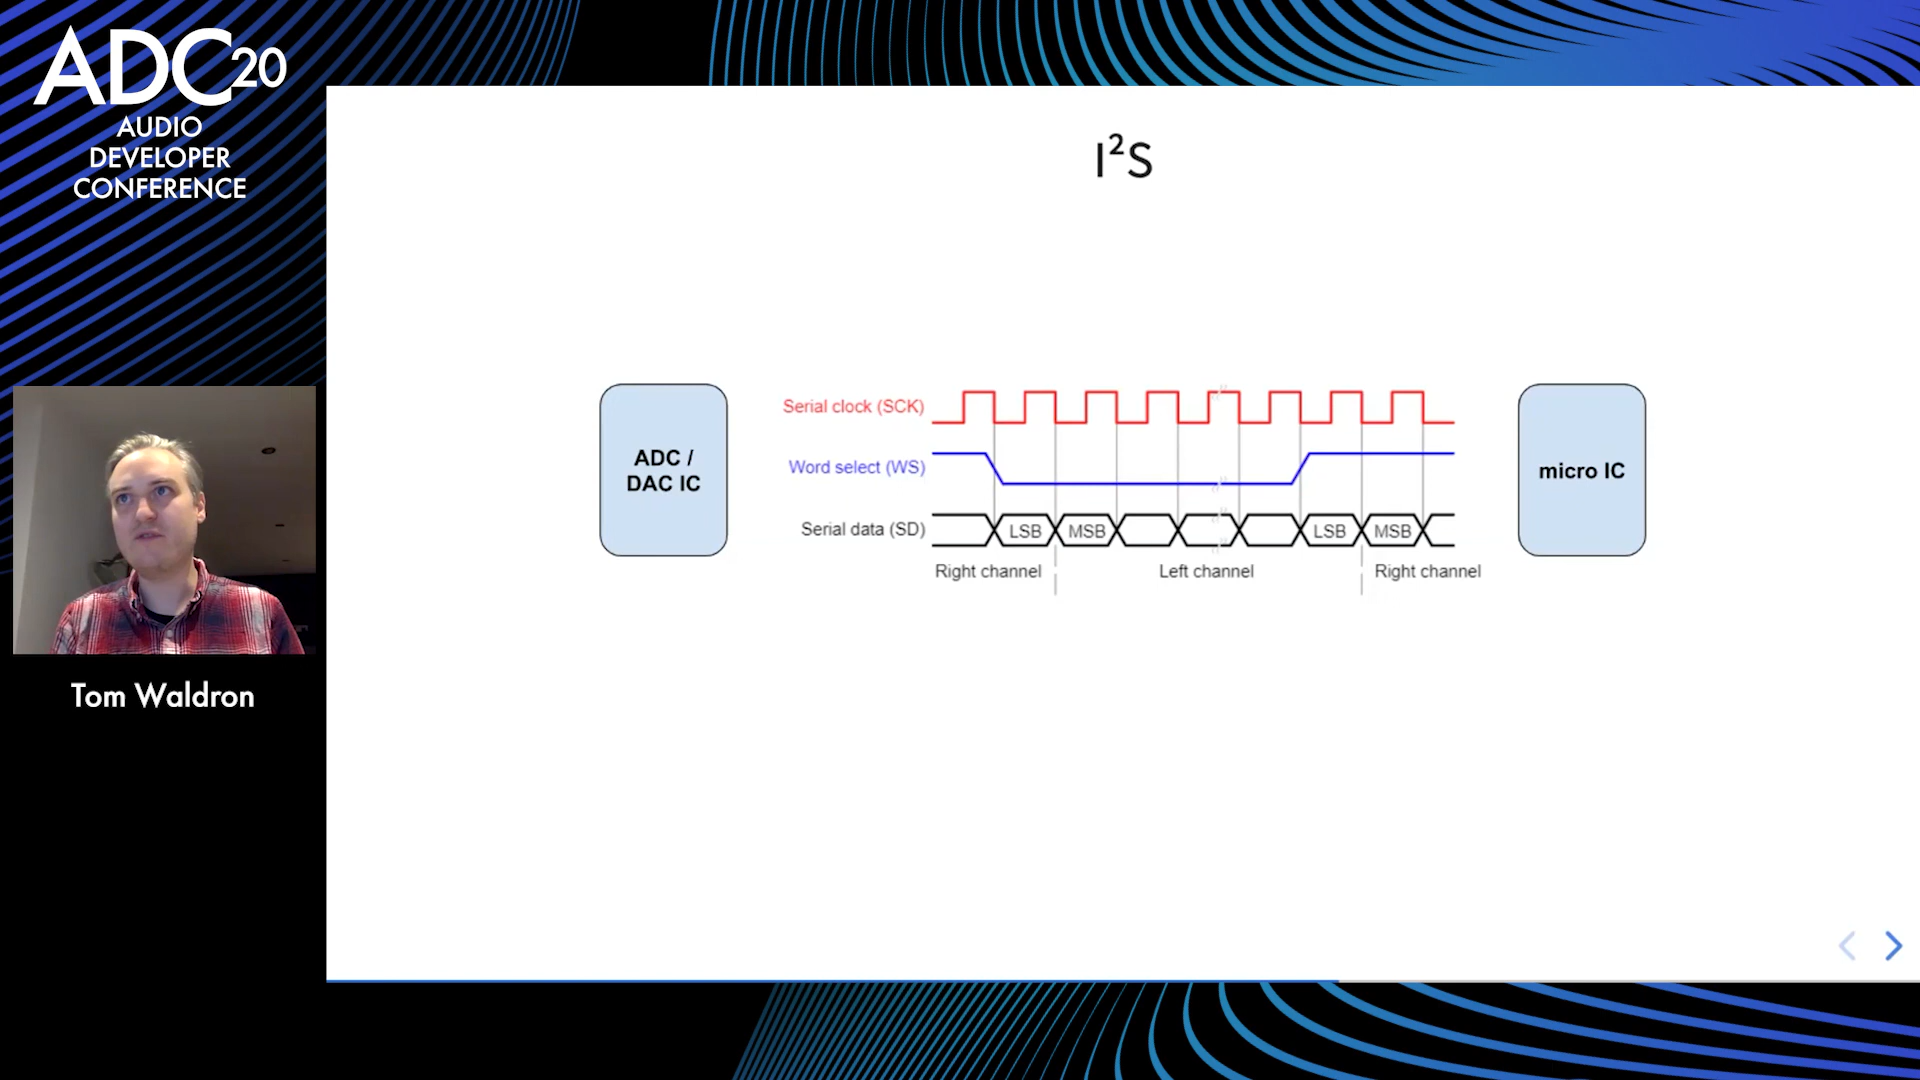 ADC20
AUDIO
DEVELOPER
CONFERENCE
Tom Waldron
I²S
ADC /
DAC IC
Serial clock (SCK)
Word select (WS)
Serial data (SD)
LSB MSB LSB MSB
Right channel Left channel Right channel
micro IC